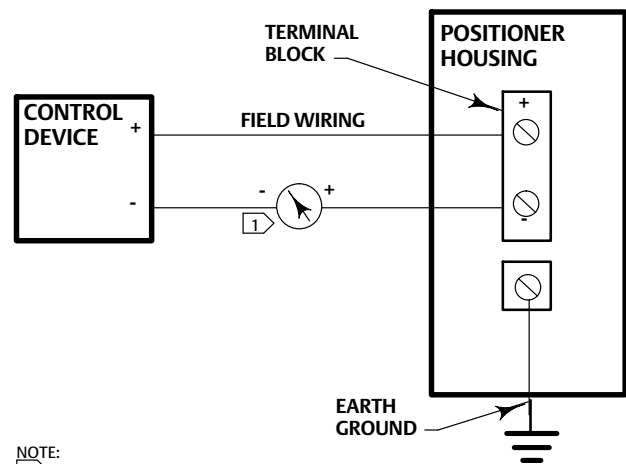 TERMINAL
BLOCK
POSITIONER
HOUSING
CONTROL
DEVICE
+
FIELD WIRING
+
-
-
+
-
1
EARTH
GROUND
NOTE: